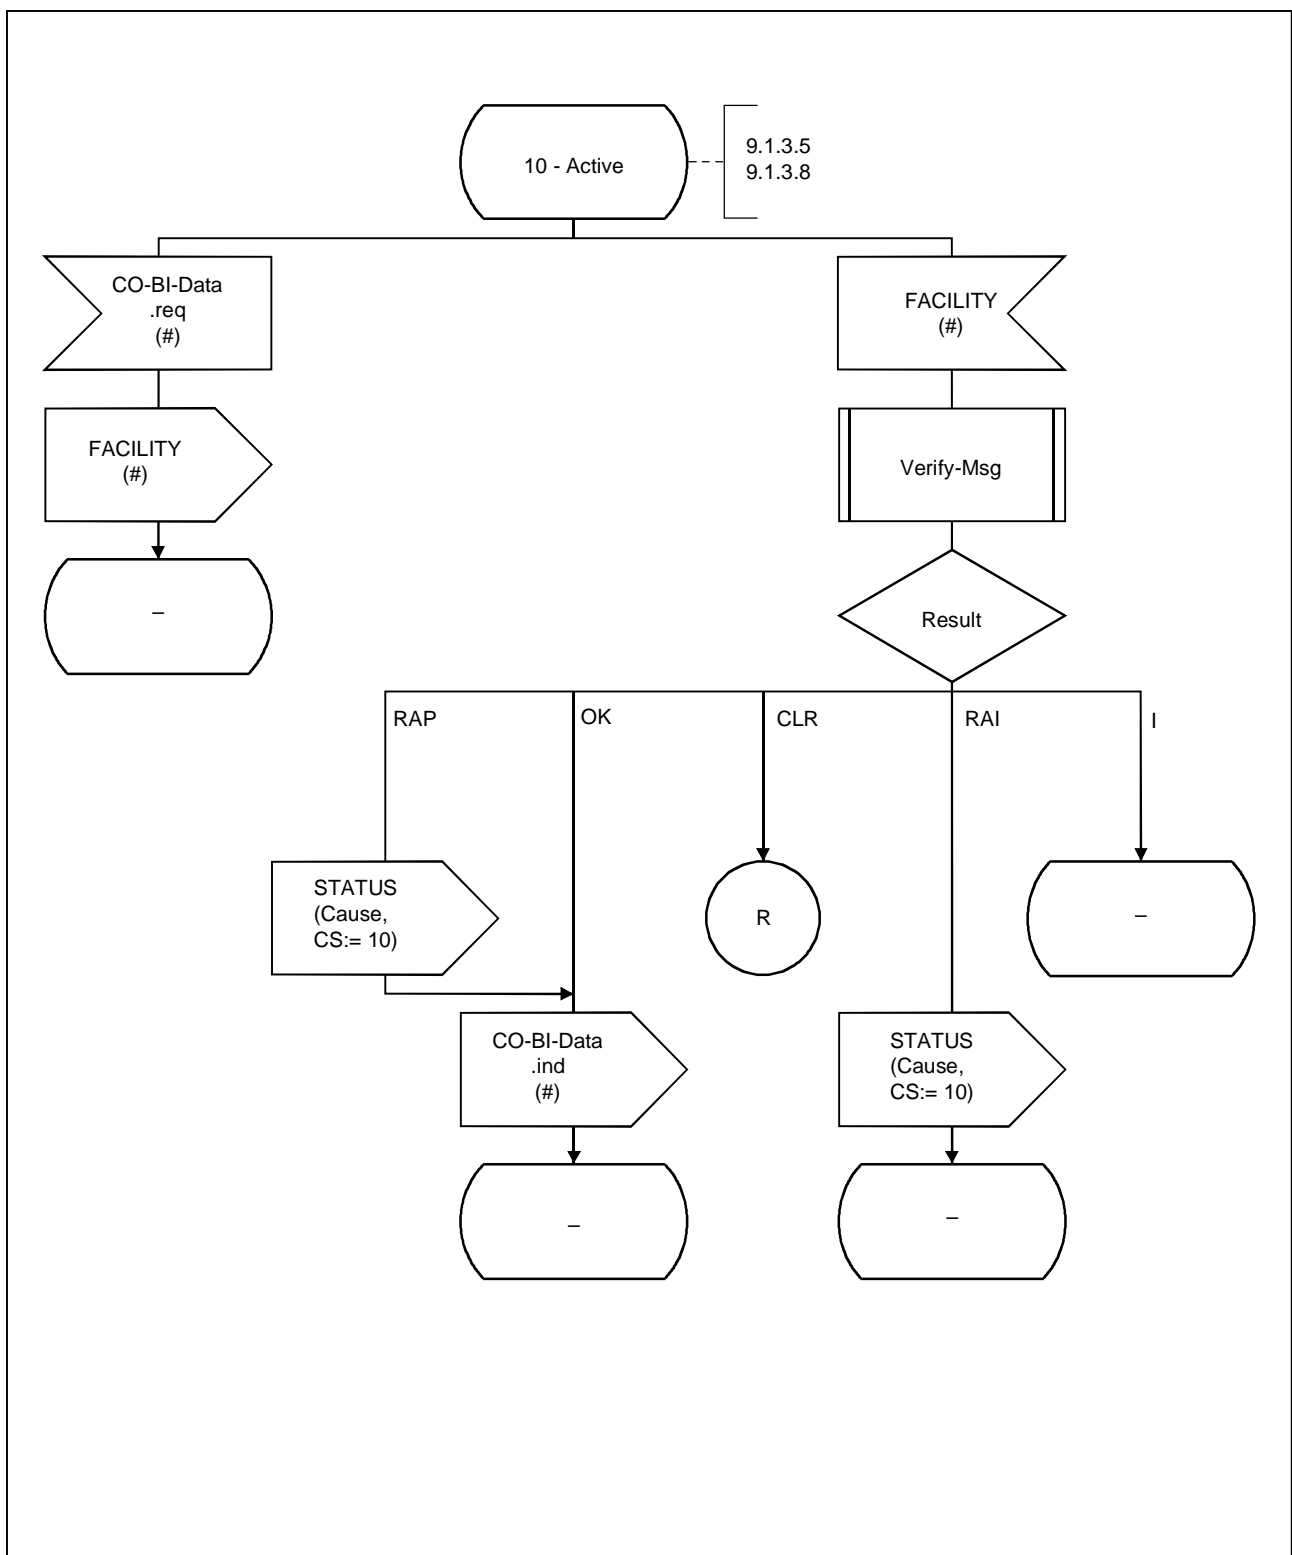 10 - Active
9.1.3.5
9.1.3.8
CO-BI-Data
.req
(#)
FACILITY
(#)
FACILITY
(#)
Verify-Msg
–
Result
RAP
OK
CLR
RAI
I
STATUS
(Cause,
CS:= 10)
R
–
CO-BI-Data
.ind
(#)
STATUS
(Cause,
CS:= 10)
–
–